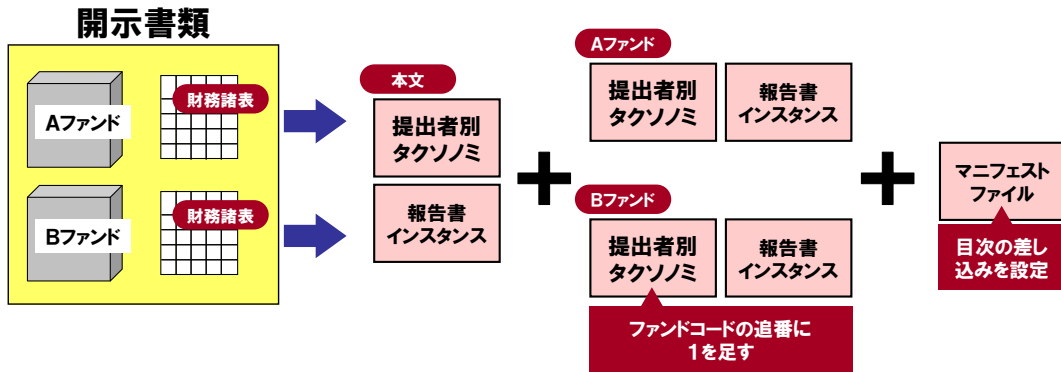 開示書類
Aファンド
財務諸表
Bファンド
財務諸表
本文
提出者別
タクソノミ
報告書
インスタンス
Aファンド
提出者別
タクソノミ
報告書
インスタンス
Bファンド
提出者別
タクソノミ
報告書
インスタンス
ファンドコードの追番に
1を足す
マニフェスト
ファイル
目次の差し
込みを設定